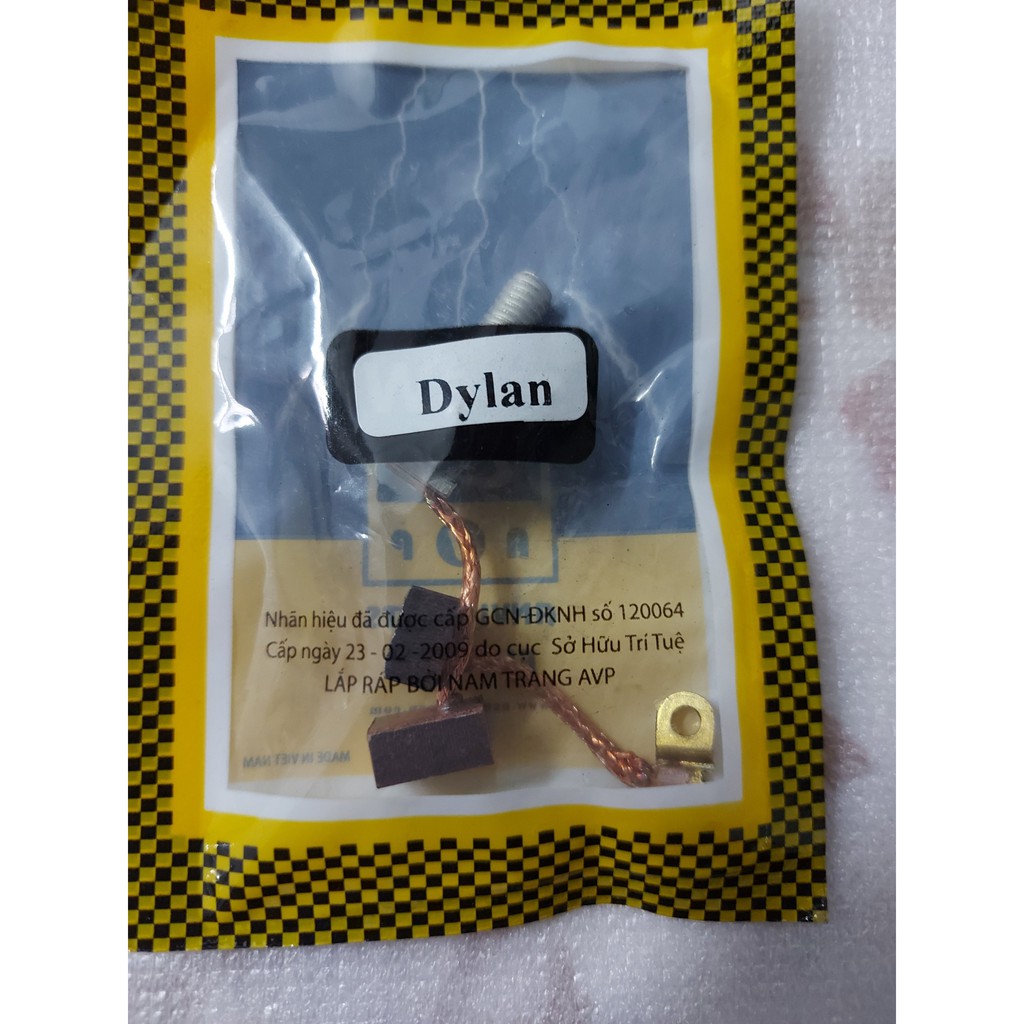 Dylan
Nhãn hiệu đã được cấp GCN-ĐKNH số 120064
Cấp ngày 23 - 02 -2009 do cục Sở Hữu Trí Tuệ
LẮP RÁP BỞI NAM TRANG AVP
MADE IN VIET NAM